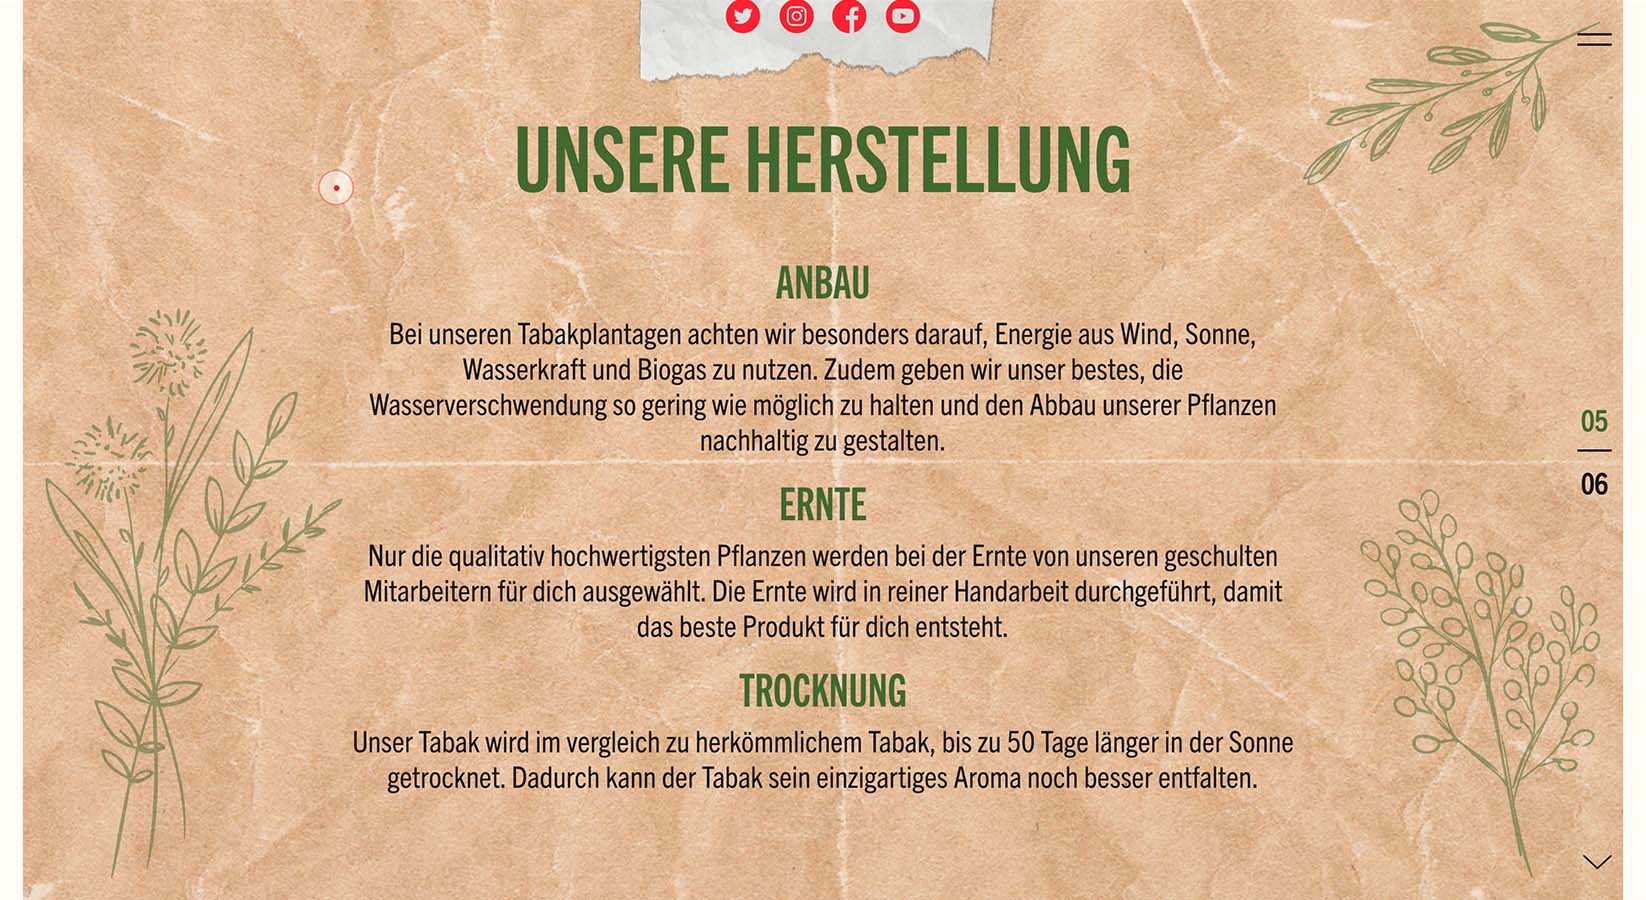 UNSERE HERSTELLUNG
ANBAU
Bei unseren Tabakplantagen achten wir besonders darauf, Energie aus Wind, Sonne,
Wasserkraft und Biogas zu nutzen. Zudem geben wir unser bestes, die
Wasserverschwendung so gering wie möglich zu halten und den Abbau unserer Pflanzen
nachhaltig zu gestalten.
05
06
ERNTE
Nur die qualitativ hochwertigsten Pflanzen werden bei der Ernte von unseren geschulten
Mitarbeitern für dich ausgewählt. Die Ernte wird in reiner Handarbeit durchgeführt, damit
das beste Produkt für dich entsteht.
TROCKNUNG
Unser Tabak wird im vergleich zu herkömmlichem Tabak, bis zu 50 Tage länger in der Sonne
getrocknet. Dadurch kann der Tabak sein einzigartiges Aroma noch besser entfalten.